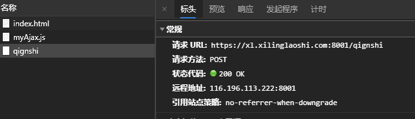 名称
index.html
myAjax.js
qignshi
标头 预览 响应 发起程序 计时
常规
请求 URL: https://xl.xilinglaoshi.com:8001/qignshi
请求方法: POST
状态代码: 200 OK
远程地址: 116.196.113.222:8001
引用站点策略: no-referrer-when-downgrade